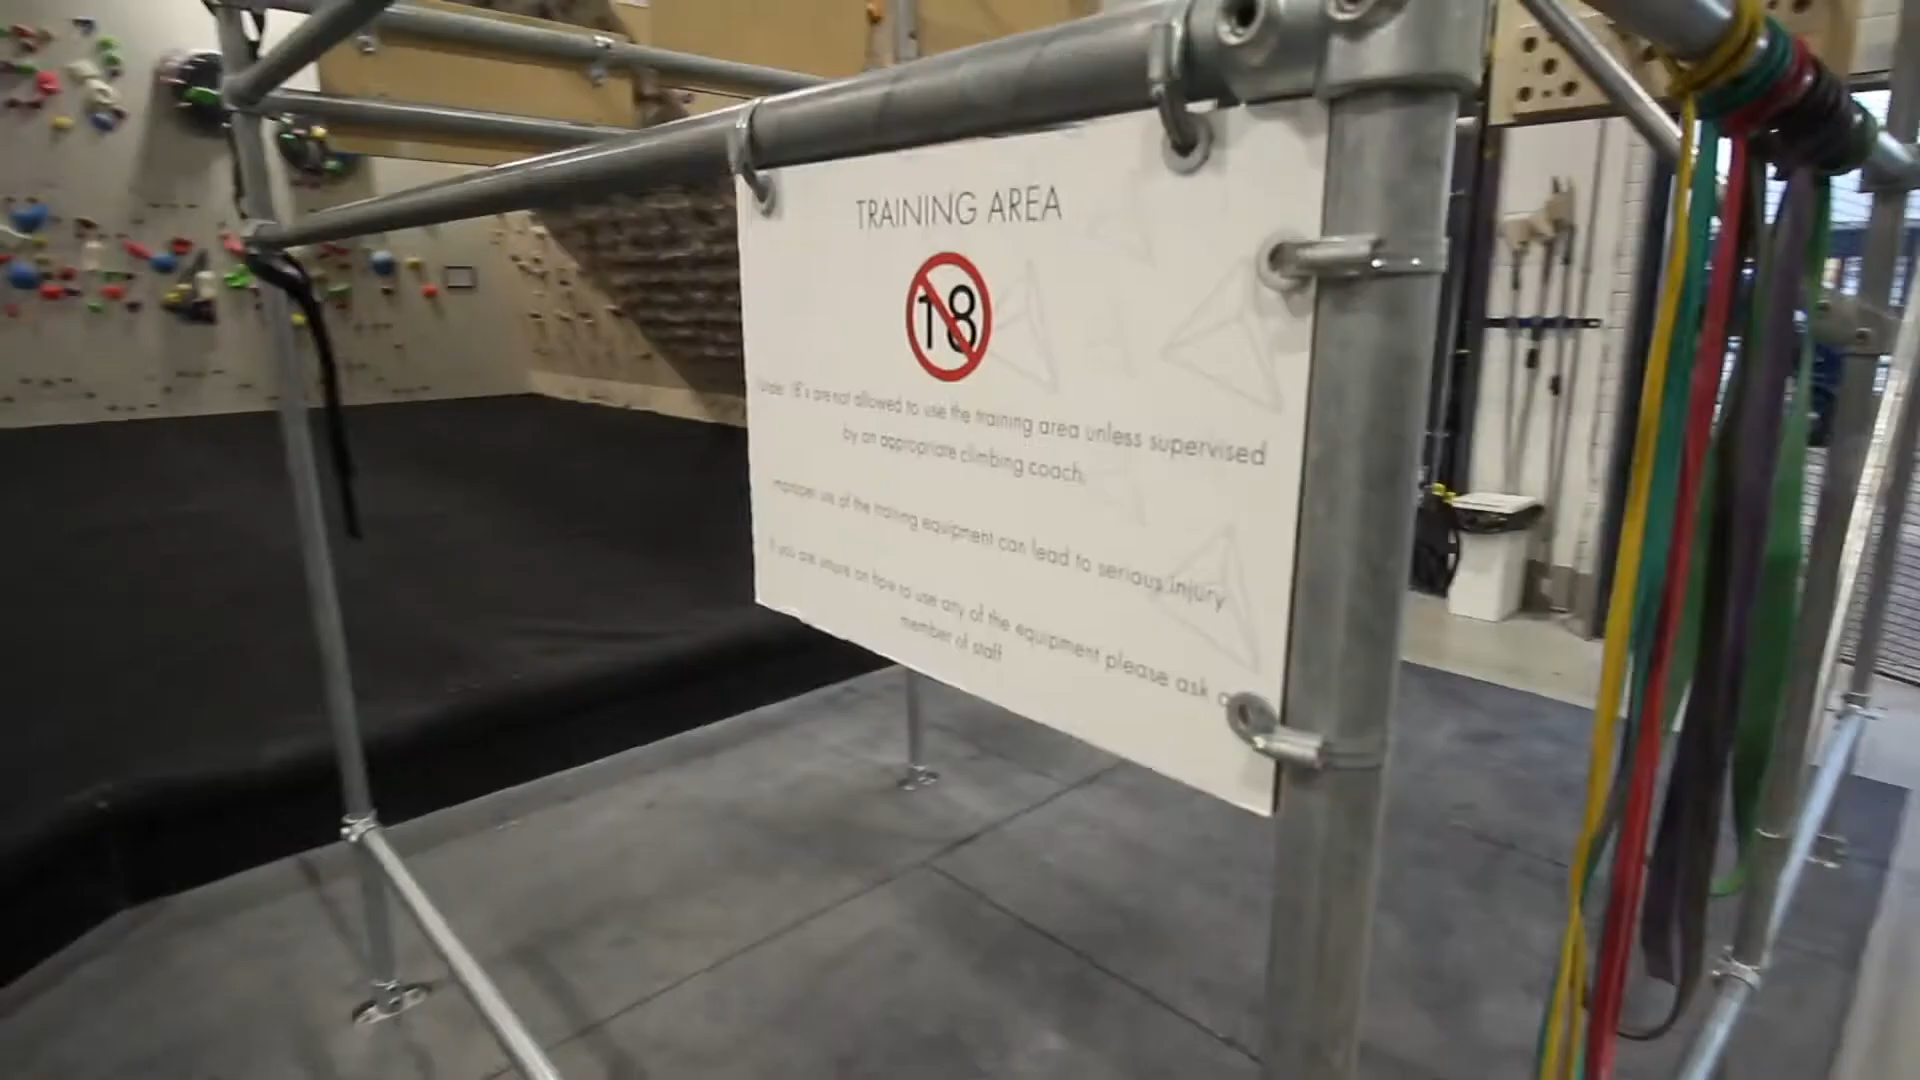 TRAINING AREA
18
Under 18's are not allowed to use the training area unless supervised
by an appropriate climbing coach.
Improper use of the training equipment can lead to serious injury
If you are unsure on how to use any of the equipment please ask a
member of staff